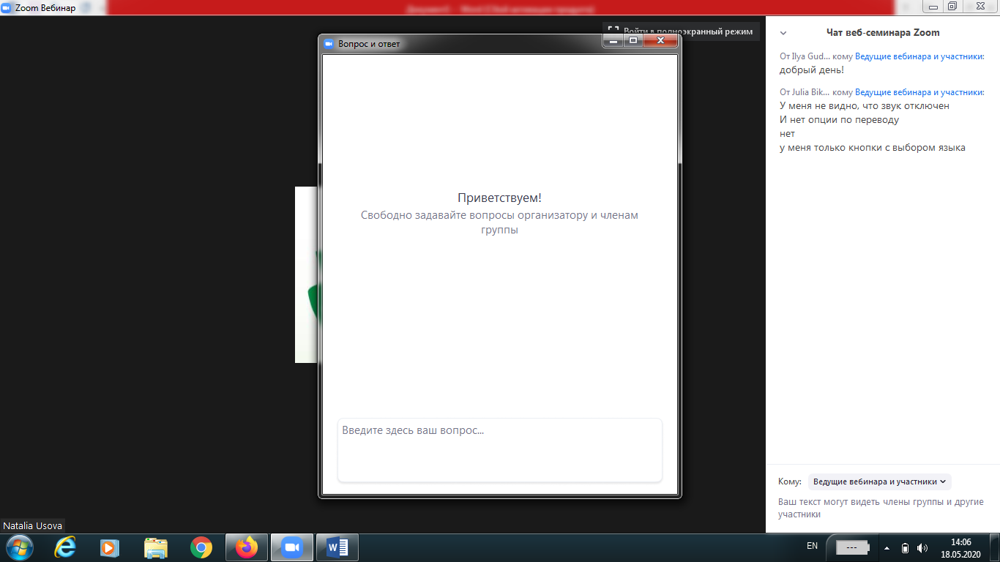 Zoom Вебинар
Документ1 - Word (Сбой активации продукта)
Войти в полноэкранный режим
Вопрос и ответ
Приветствуем!
Свободно задавайте вопросы организатору и членам
группы
Введите здесь ваш вопрос...
Natalia Usova
Чат веб-семинара Zoom
От Ilya Gud... кому Ведущие вебинара и участники:
добрый день!
От Julia Bik... кому Ведущие вебинара и участники:
У меня не видно, что звук отключен
И нет опции по переводу
нет
у меня только кнопки с выбором языка
Кому: Ведущие вебинара и участники
Ваш текст могут видеть члены группы и другие
участники
EN
---
14:06
18.05.2020